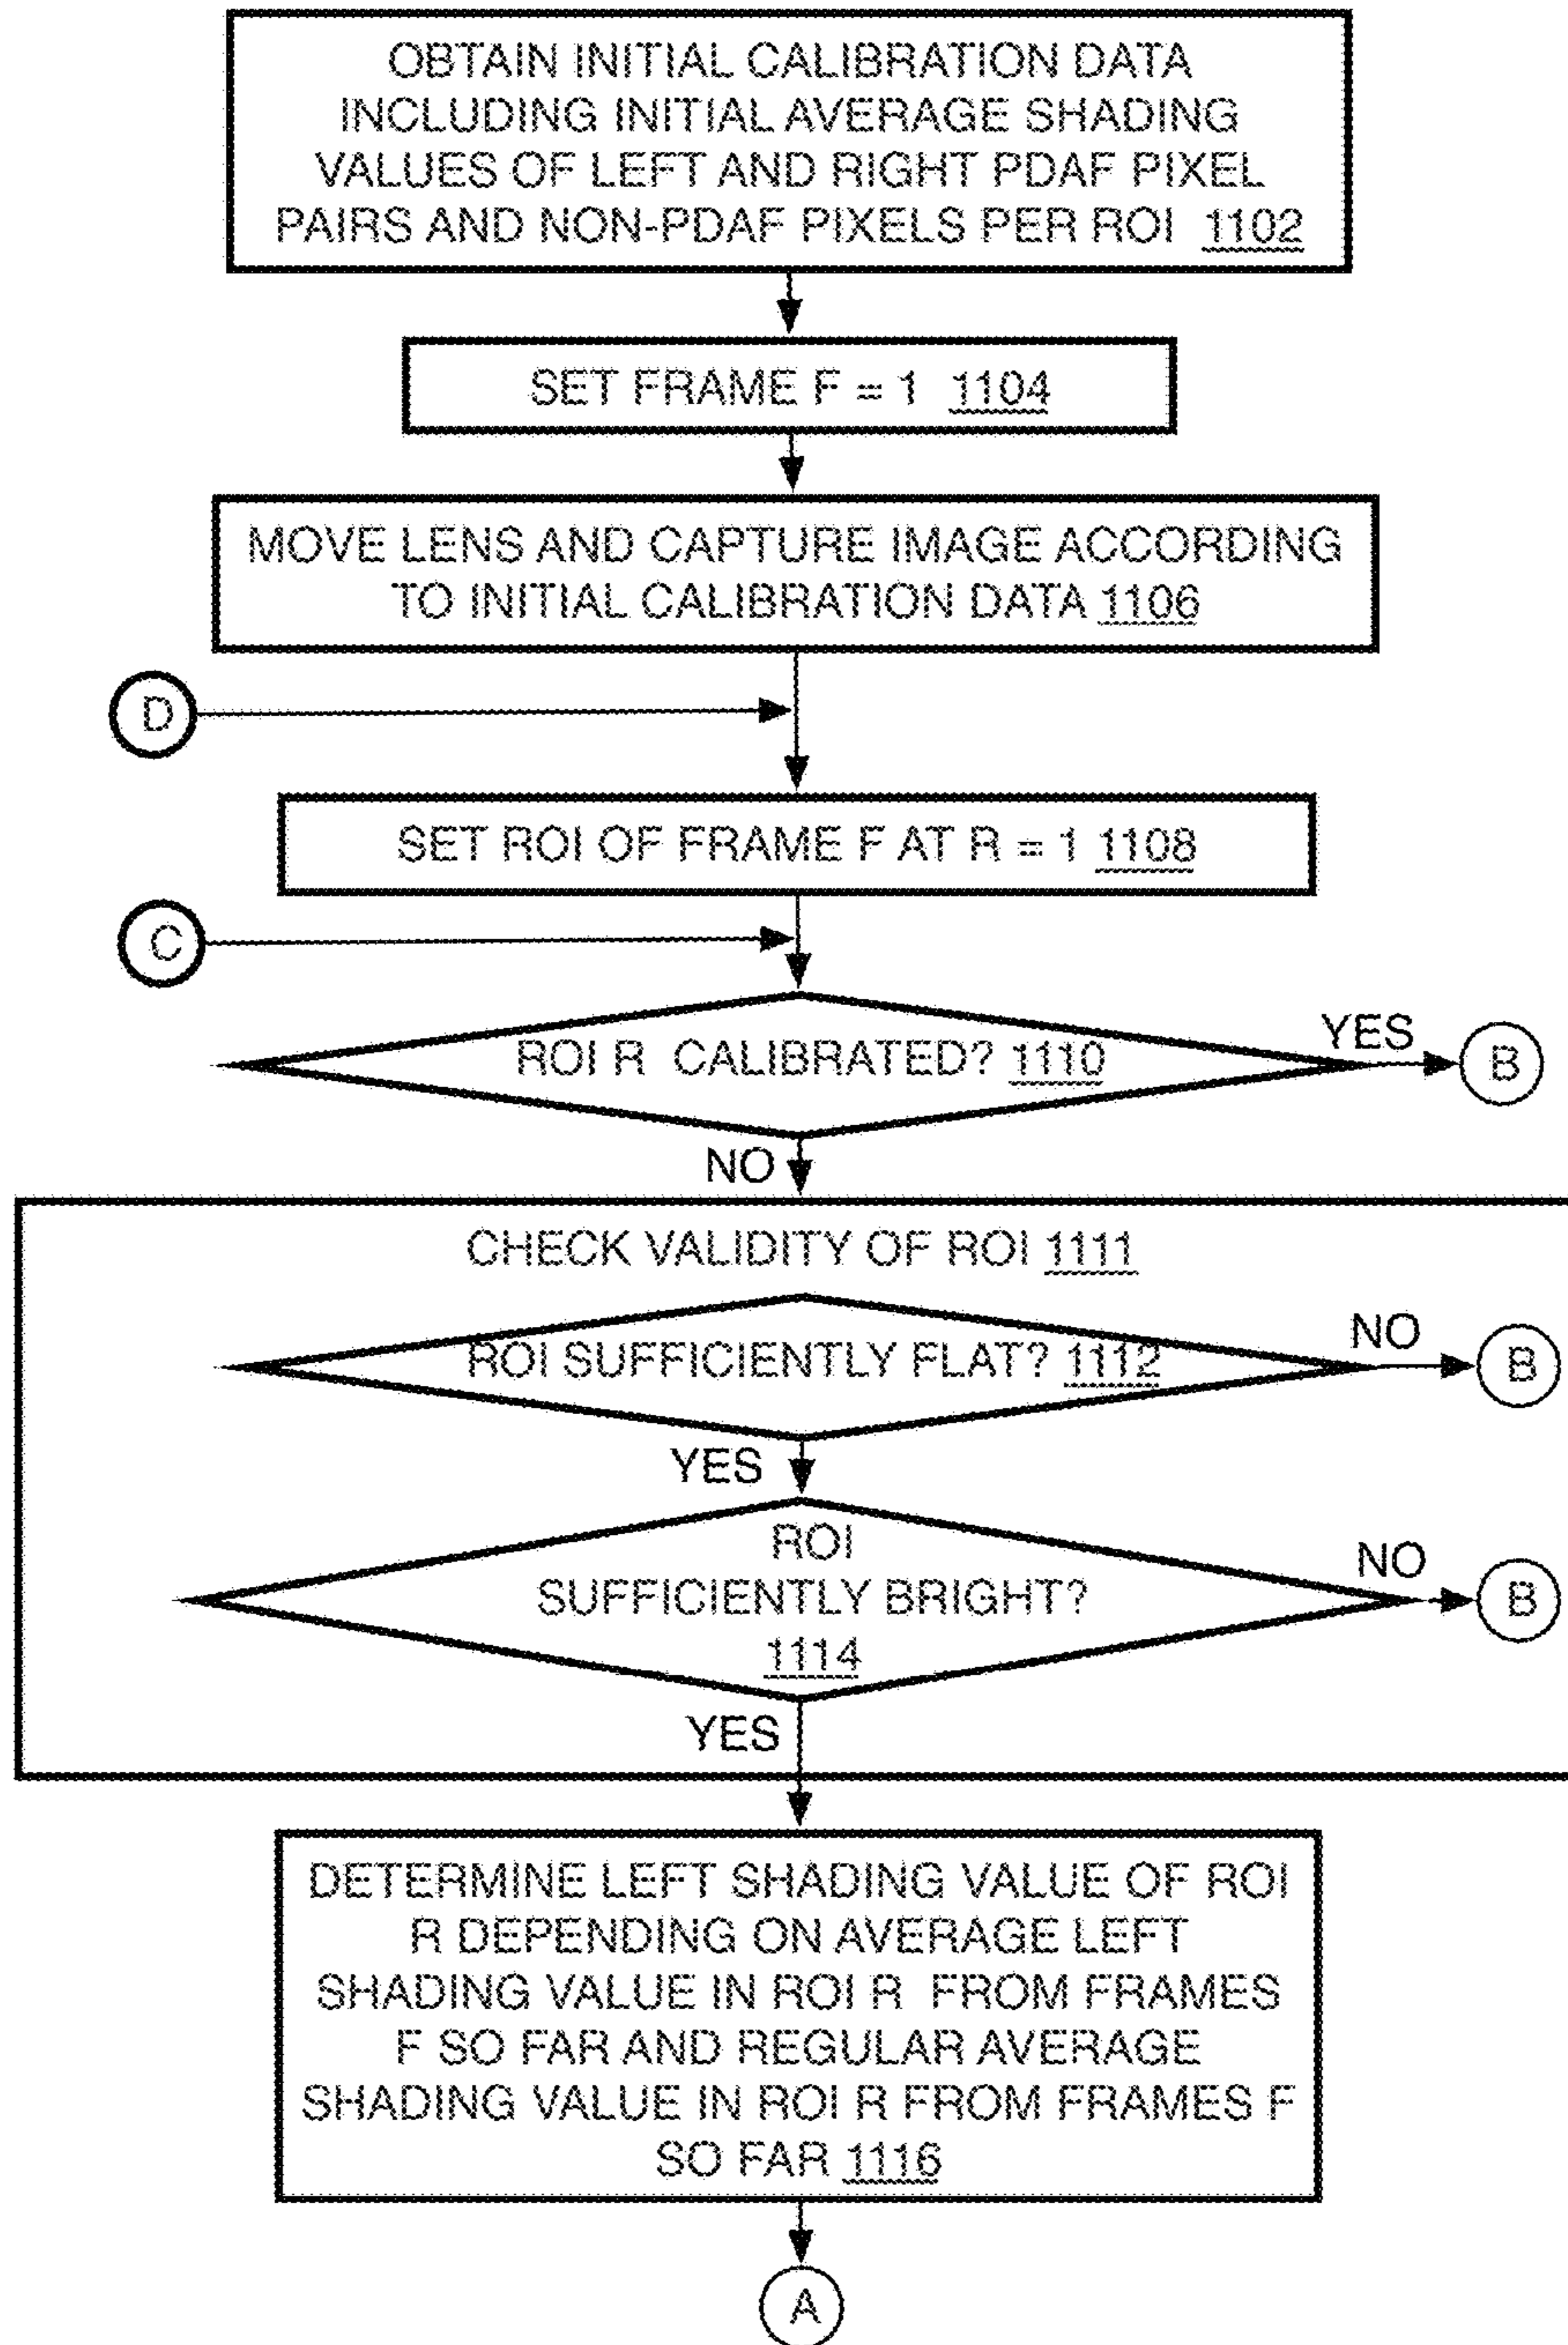 OBTAIN INITIAL CALIBRATION DATA
INCLUDING INITIAL AVERAGE SHADING
VALUES OF LEFT AND RIGHT PDAF PIXEL
PAIRS AND NON-PDAF PIXELS PER ROI 1102
SET FRAME F = 1 1104
MOVE LENS AND CAPTURE IMAGE ACCORDING
TO INITIAL CALIBRATION DATA 1106
D
SET ROI OF FRAME F AT R = 1 1108
C
ROI R CALIBRATED? 1110
YES
B
NO
CHECK VALIDITY OF ROI 1111
ROI SUFFICIENTLY FLAT? 1112
NO
B
YES
ROI
SUFFICIENTLY BRIGHT?
1114
NO
B
YES
DETERMINE LEFT SHADING VALUE OF ROI
R DEPENDING ON AVERAGE LEFT
SHADING VALUE IN ROI R FROM FRAMES
F SO FAR AND REGULAR AVERAGE
SHADING VALUE IN ROI R FROM FRAMES F
SO FAR 1116
A